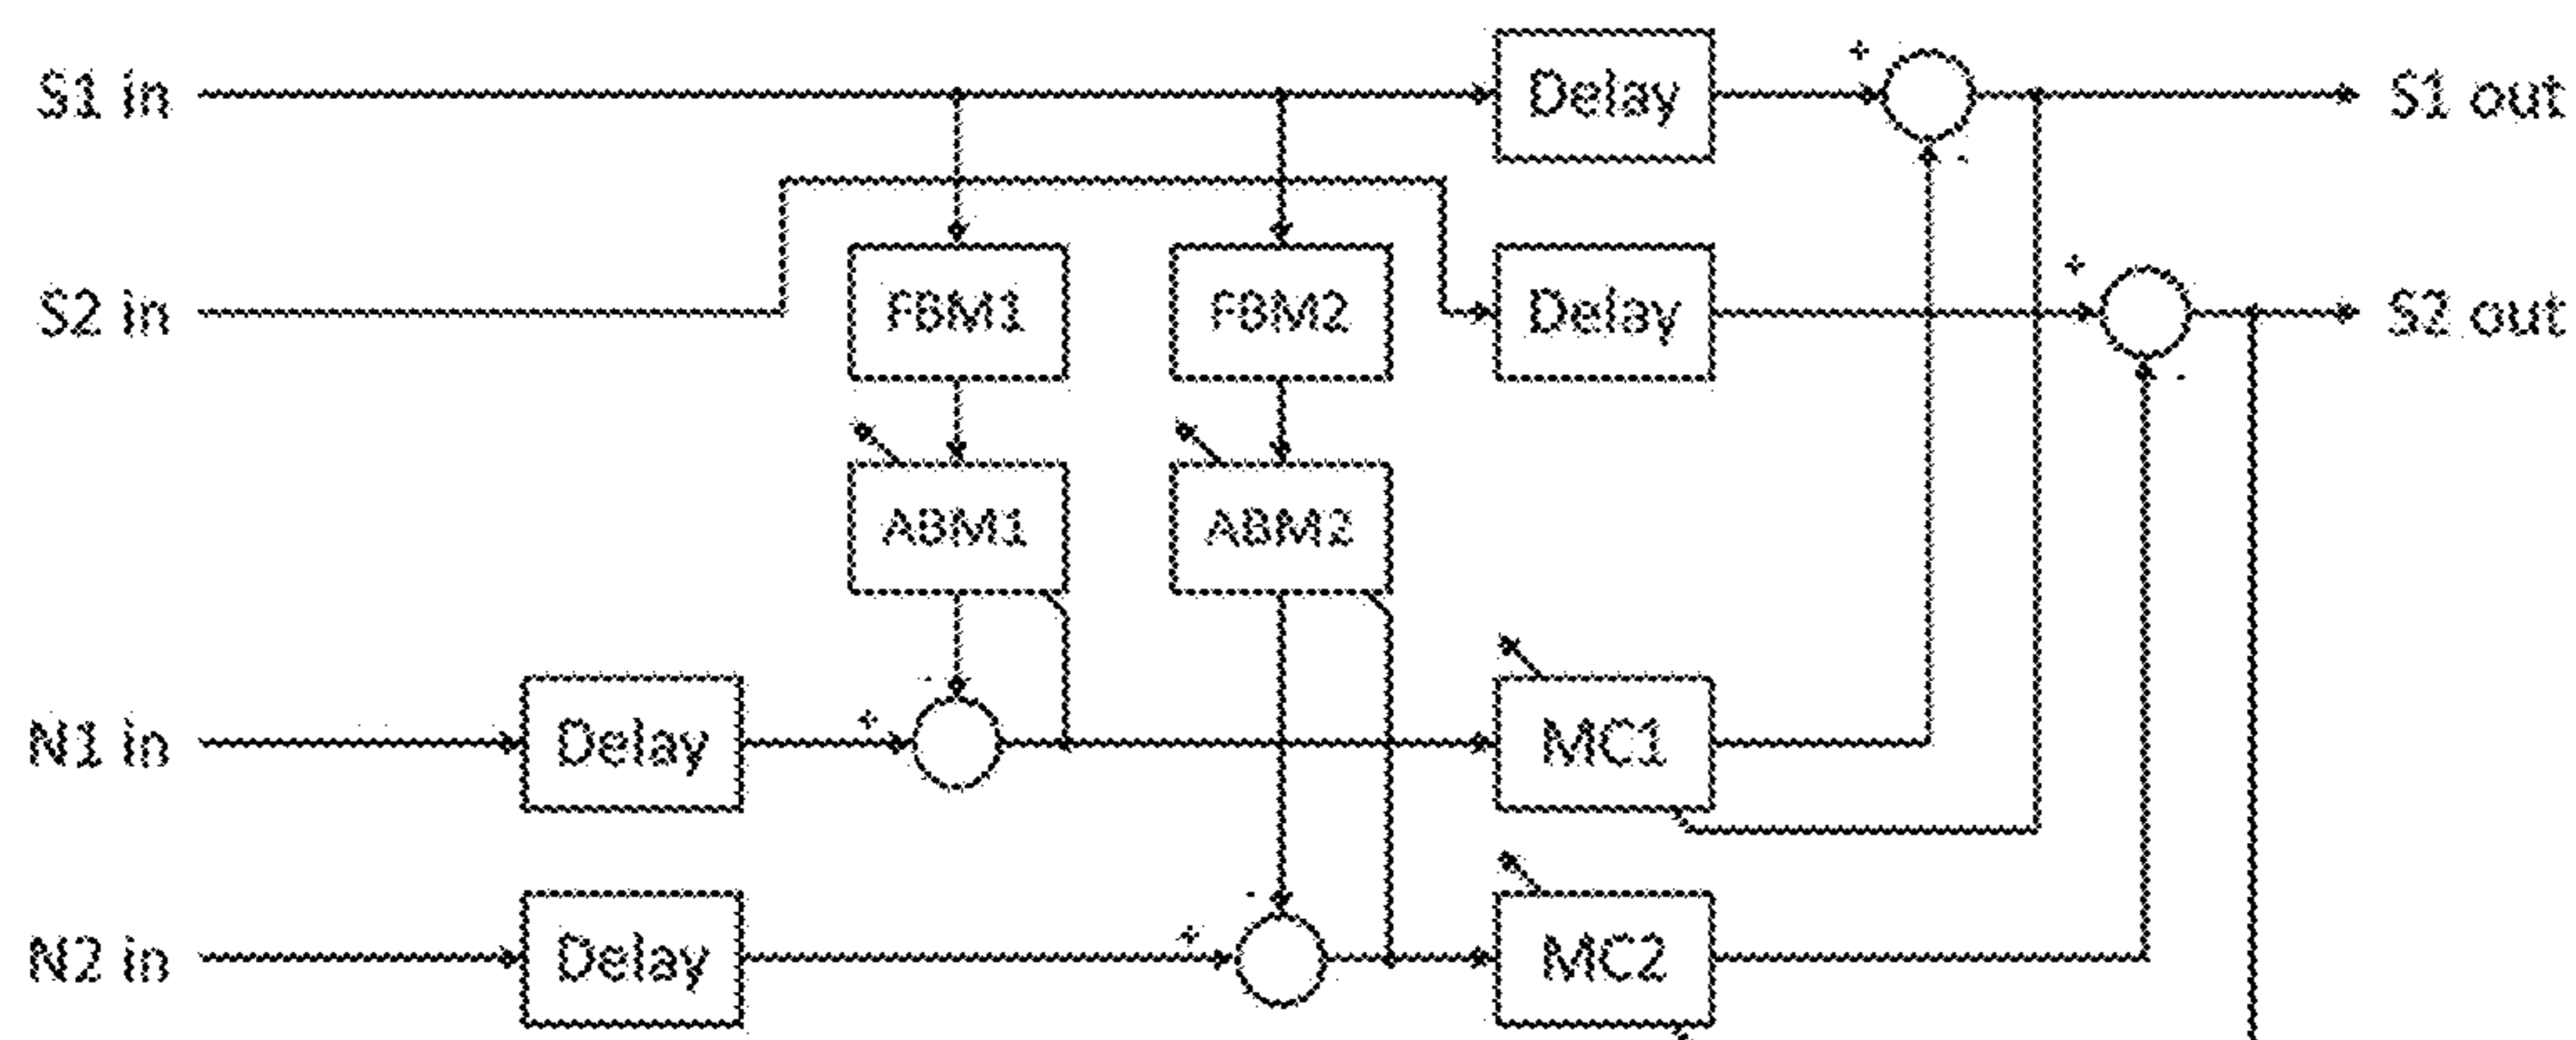 S1 in
Delay
S1 out
S2 in
FBM1
FBM2
Delay
S2 out
ABM1
ABM2
N1 in
Delay
MC1
N2 in
Delay
MC2